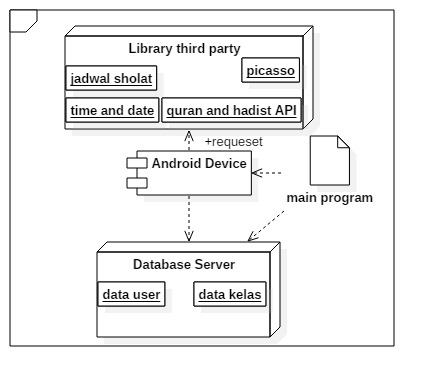 Library third party
jadwal sholat
picasso
time and date
quran and hadist API
+requeset
Android Device
main program
Database Server
data user
data kelas